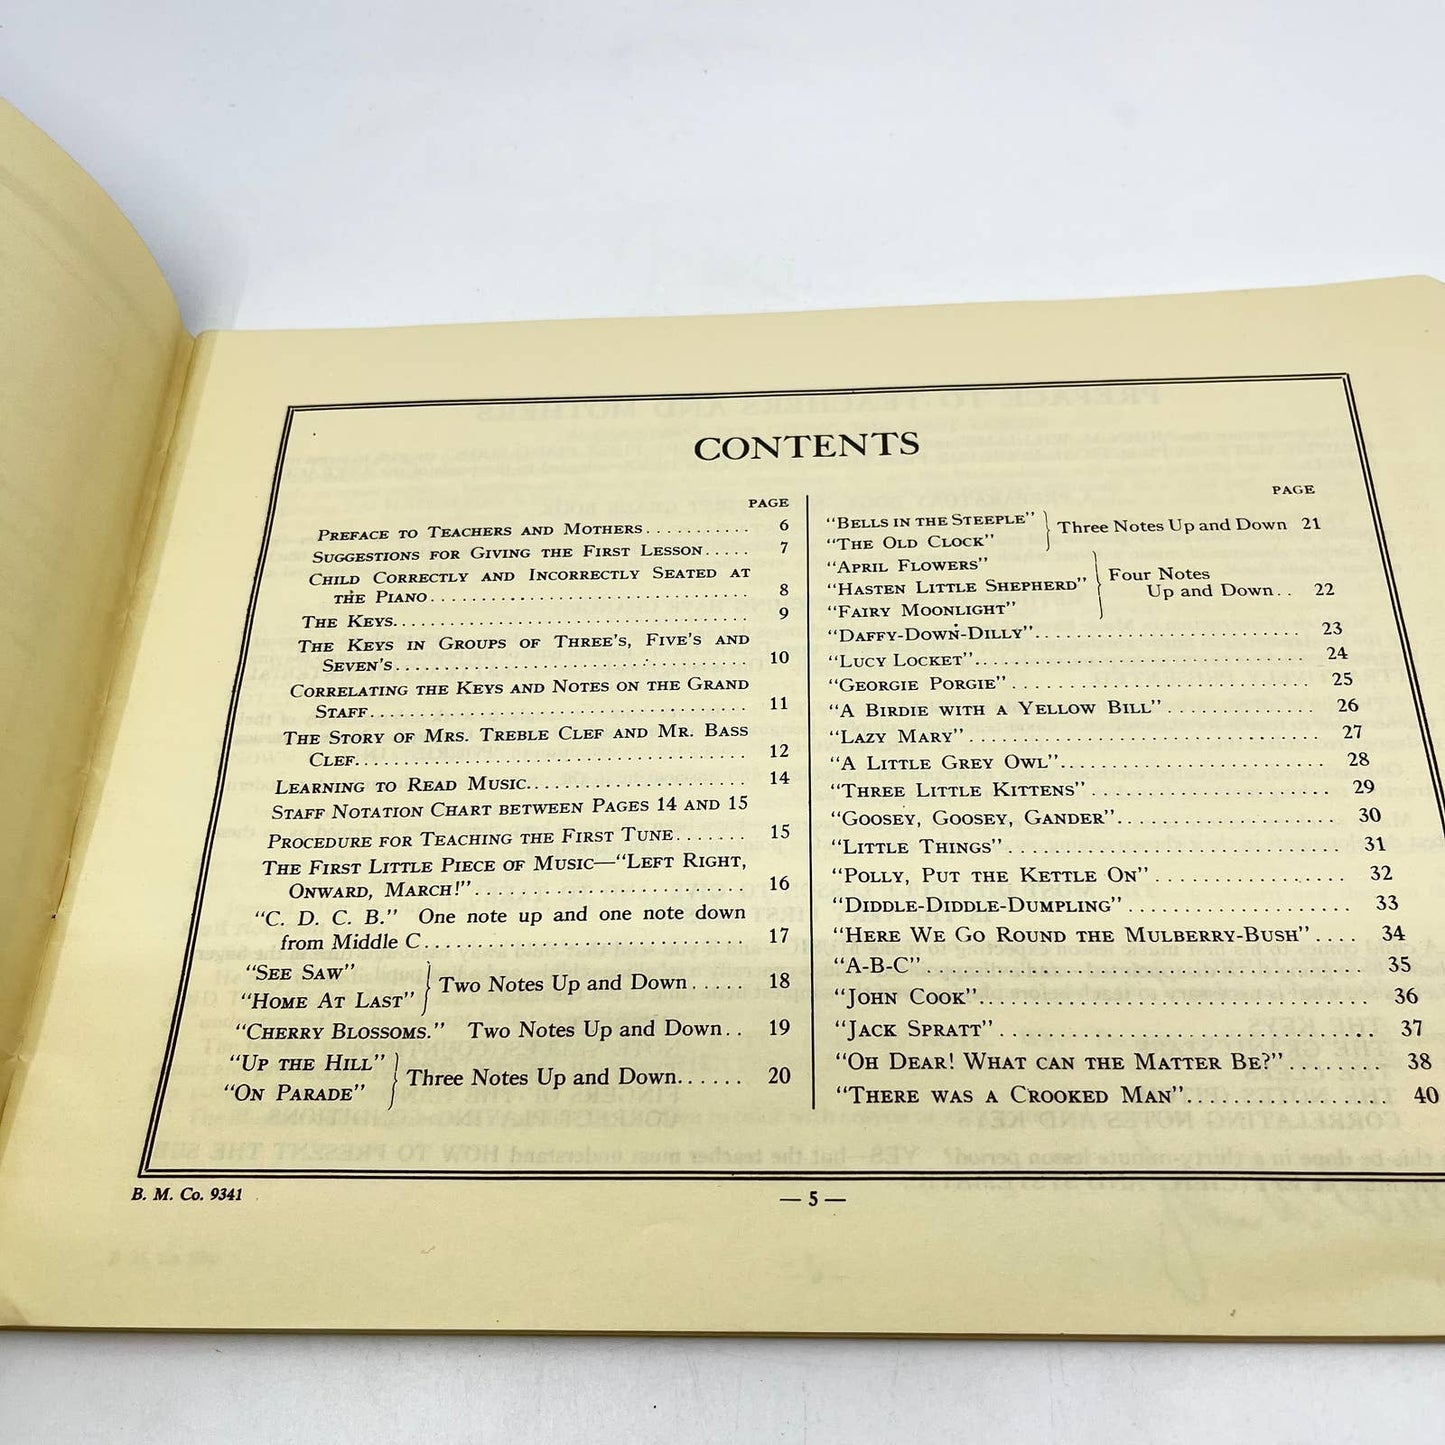 CONTENTS
PAGE
PREFACE TO TEACHERS AND MOTHERS........... 6
SUGGESTIONS FOR GIVING THE FIRST LESSON..... 7
CHILD CORRECTLY AND INCORRECTLY SEATED AT
THE PIANO................................ 8
THE KEYS.................................... 9
THE KEYS IN GROUPS OF THREE'S, FIVE'S AND
SEVEN'S................................... 10
CORRELATING THE KEYS AND NOTES ON THE GRAND
STAFF..................................... 11
THE STORY OF MRS. TREBLE CLEF AND MR. BASS
CLEF...................................... 12
LEARNING TO READ MUSIC...................... 14
STAFF NOTATION CHART BETWEEN PAGES 14 AND 15
PROCEDURE FOR TEACHING THE FIRST TUNE....... 15
THE FIRST LITTLE PIECE OF MUSIC—"LEFT RIGHT,
ONWARD, MARCH!".......................... 16
"C. D. C. B." One note up and one note down
from Middle C.............................. 17
"SEE SAW"
"HOME AT LAST" } Two Notes Up and Down..... 18
"CHERRY BLOSSOMS." Two Notes Up and Down.. 19
"UP THE HILL"
"ON PARADE" } Three Notes Up and Down...... 20
PAGE
"BELLS IN THE STEEPLE"
"THE OLD CLOCK" } Three Notes Up and Down 21
"APRIL FLOWERS"
"HASTEN LITTLE SHEPHERD" } Four Notes
"FAIRY MOONLIGHT" Up and Down.. 22
"DAFFY-DOWN-DILLY"........................... 23
"LUCY LOCKET"................................ 24
"GEORGIE PORGIE"............................. 25
"A BIRDIE WITH A YELLOW BILL".............. 26
"LAZY MARY".................................. 27
"A LITTLE GREY OWL"......................... 28
"THREE LITTLE KITTENS"...................... 29
"GOOSEY, GOOSEY, GANDER".................... 30
"LITTLE THINGS".............................. 31
"POLLY, PUT THE KETTLE ON"................. 32
"DIDDLE-DIDDLE-DUMPLING"..................... 33
"HERE WE GO ROUND THE MULBERRY-BUSH".... 34
"A-B-C"...................................... 35
"JOHN COOK".................................. 36
"JACK SPRATT"................................ 37
"OH DEAR! WHAT CAN THE MATTER BE?"........ 38
"THERE WAS A CROOKED MAN".................. 40
B. M. Co. 9341
— 5 —